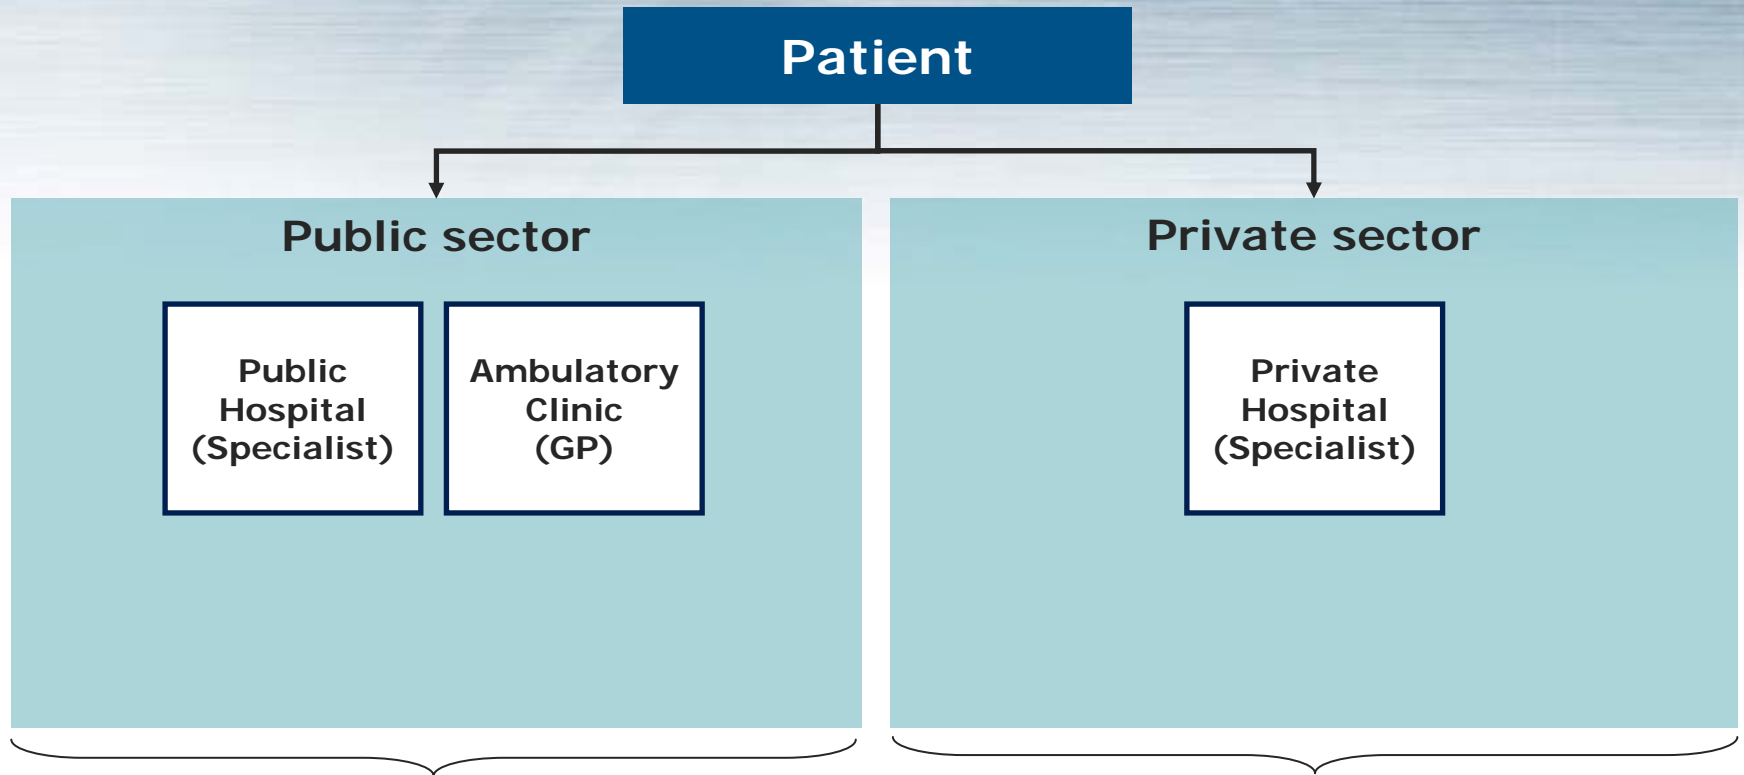 Patient
Public sector
Public
Hospital
(Specialist)
Ambulatory
Clinic
(GP)
Private sector
Private
Hospital
(Specialist)